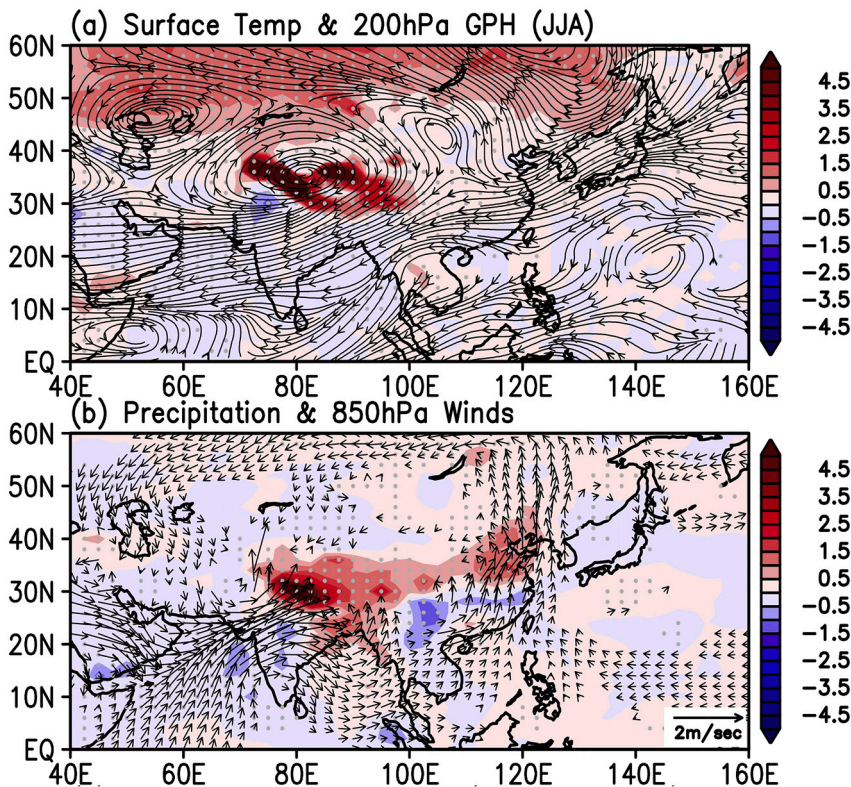 (a) Surface Temp & 200hPa GPH (JJA)
60N
50N
40N
30N
20N
10N
EQ
40E 60E 80E 100E 120E 140E 160E
4.5
3.5
2.5
1.5
0.5
−0.5
−1.5
−2.5
−3.5
−4.5
(b) Precipitation & 850hPa Winds
60N
50N
40N
30N
20N
10N
EQ
2m/sec
40E 60E 80E 100E 120E 140E 160E
4.5
3.5
2.5
1.5
0.5
−0.5
−1.5
−2.5
−3.5
−4.5